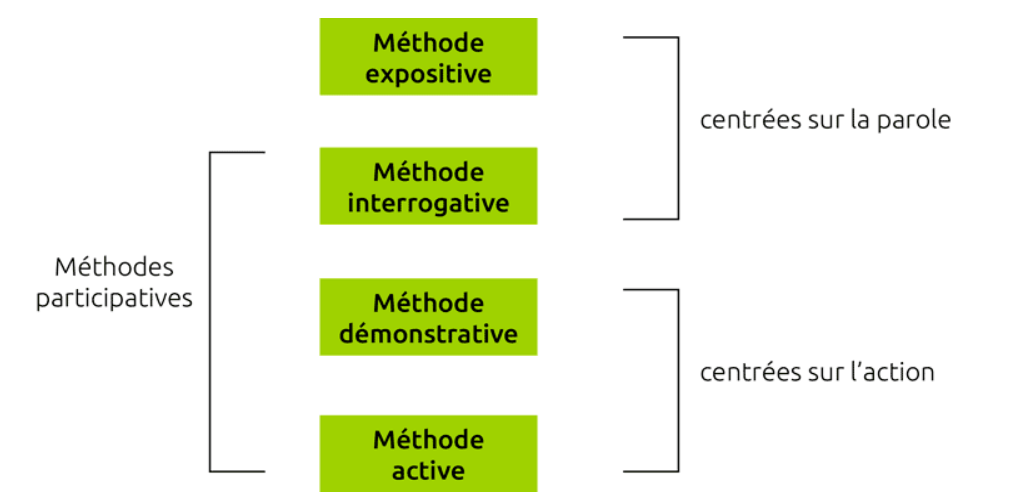 Méthode
expositive
centrées sur la parole
Méthode
interrogative
Méthodes
participatives
Méthode
démonstrative
centrées sur l'action
Méthode
active